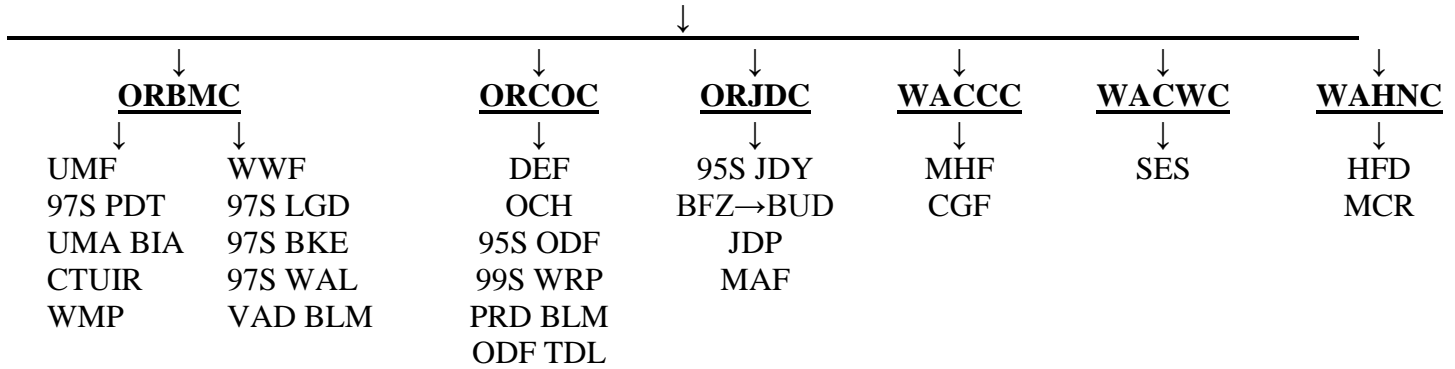 ↓
↓ ↓ ↓ ↓ ↓ ↓
ORBMC ORCOC ORJDC WACCC WACWC WAHNC
↓ ↓ ↓ ↓ ↓ ↓ ↓
UMF WWF DEF 95S JDY MHF SES HFD
97S PDT 97S LGD OCH BFZ→BUD CGF MCR
UMA BIA 97S BKE 95S ODF JDP
CTUIR 97S WAL 99S WRP MAF
WMP VAD BLM PRD BLM
ODF TDL